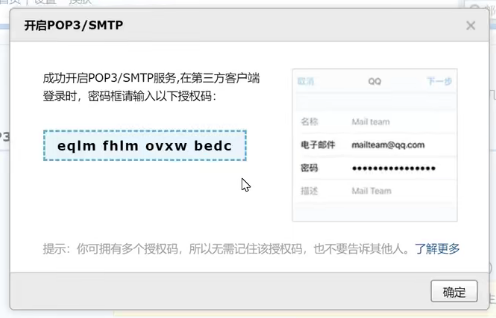 开启POP3/SMTP
成功开启POP3/SMTP服务,在第三方客户端
登录时，密码框请输入以下授权码：
eqlm fhlm ovxw bedc
取消 QQ 下一步
名称 Mail team
电子邮件 mailteam@qq.com
密码 ••••••••••••••••
描述 Mail Team
提示：你可拥有多个授权码，所以无需记住该授权码，也不要告诉其他人。了解更多
确定